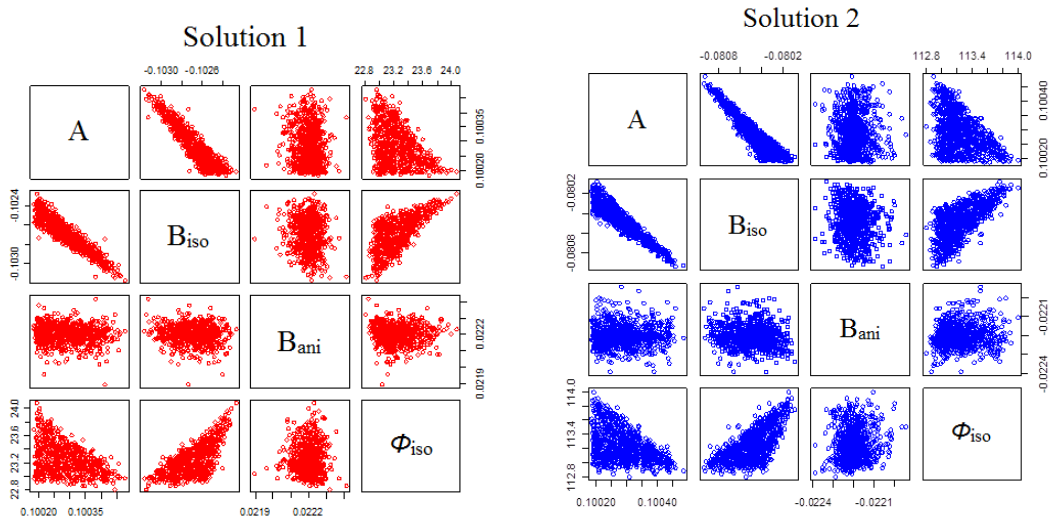 Solution 1
-0.1030 -0.1026
22.8 23.2 23.6 24.0
A
0.10020 0.10035
-0.1030 -0.1024
Biso
Bani
0.0219 0.0222
22.8 23.2 23.6 24.0
Φiso
0.10020 0.10035
0.0219 0.0222
Solution 2
-0.0808 -0.0802
112.8 113.4 114.0
A
0.10020 0.10040
-0.0808 -0.0802
Biso
Bani
-0.0224 -0.0221
112.8 113.4 114.0
Φiso
0.10020 0.10040
-0.0224 -0.0221